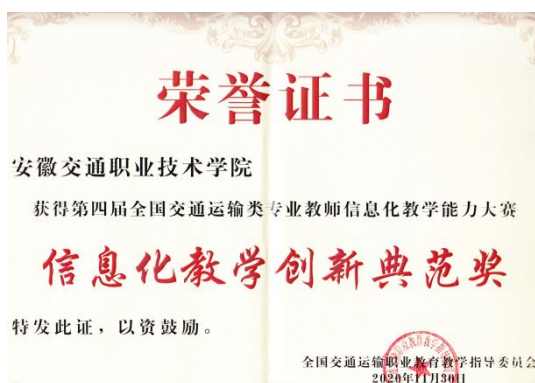 荣誉证书
安徽交通职业技术学院
获得第四届全国交通运输类专业教师信息化教学能力大赛
信息化教学创新典范奖
特发此证，以资鼓励。
全国交通运输职业教育教学指导委员会
2020年11月30日